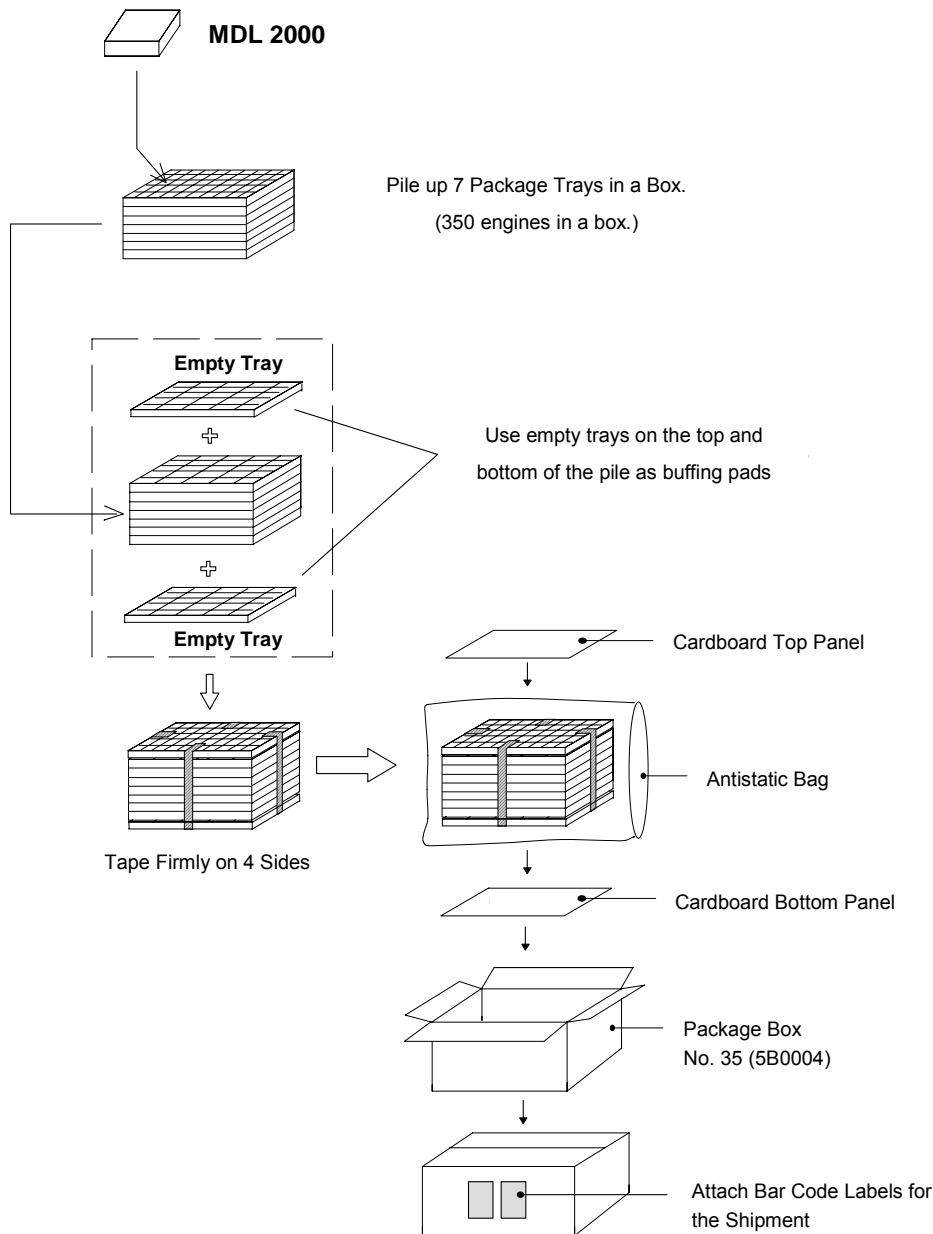 MDL 2000
Pile up 7 Package Trays in a Box.
(350 engines in a box.)
Empty Tray
Use empty trays on the top and
bottom of the pile as buffing pads
Empty Tray
Cardboard Top Panel
Antistatic Bag
Tape Firmly on 4 Sides
Cardboard Bottom Panel
Package Box
No. 35 (5B0004)
Attach Bar Code Labels for
the Shipment